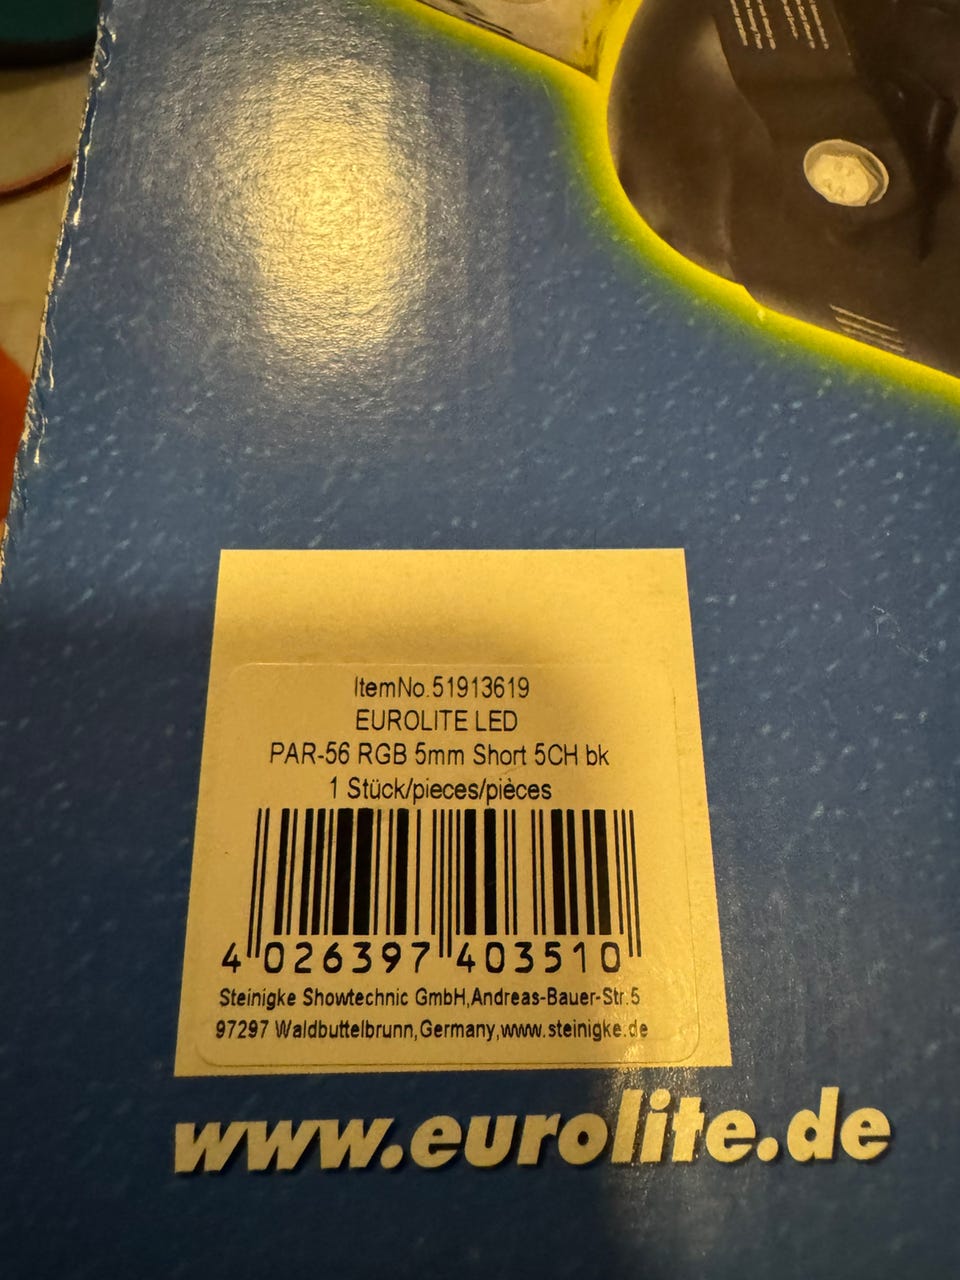 ItemNo.51913619
EUROLITE LED
PAR-56 RGB 5mm Short 5CH bk
1 Stück/pieces/pièces
4 026397 403510
Steinigke Showtechnic GmbH,Andreas-Bauer-Str.5
97297 Waldbuttelbrunn,Germany,www.steinigke.de
www.eurolite.de